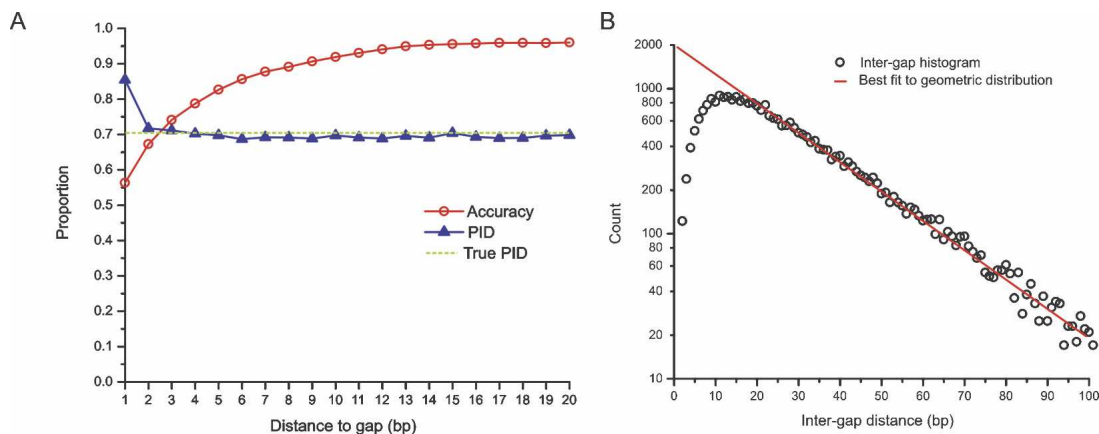 A
1.0
0.9
0.8
0.7
0.6
0.5
0.4
0.3
0.2
0.1
0.0
Proportion
Accuracy
PID
True PID
1 2 3 4 5 6 7 8 9 10 11 12 13 14 15 16 17 18 19 20
Distance to gap (bp)
B
2000
1000
800
600
400
200
100
80
60
40
20
10
Count
Inter-gap histogram
Best fit to geometric distribution
0 10 20 30 40 50 60 70 80 90 100
Inter-gap distance (bp)